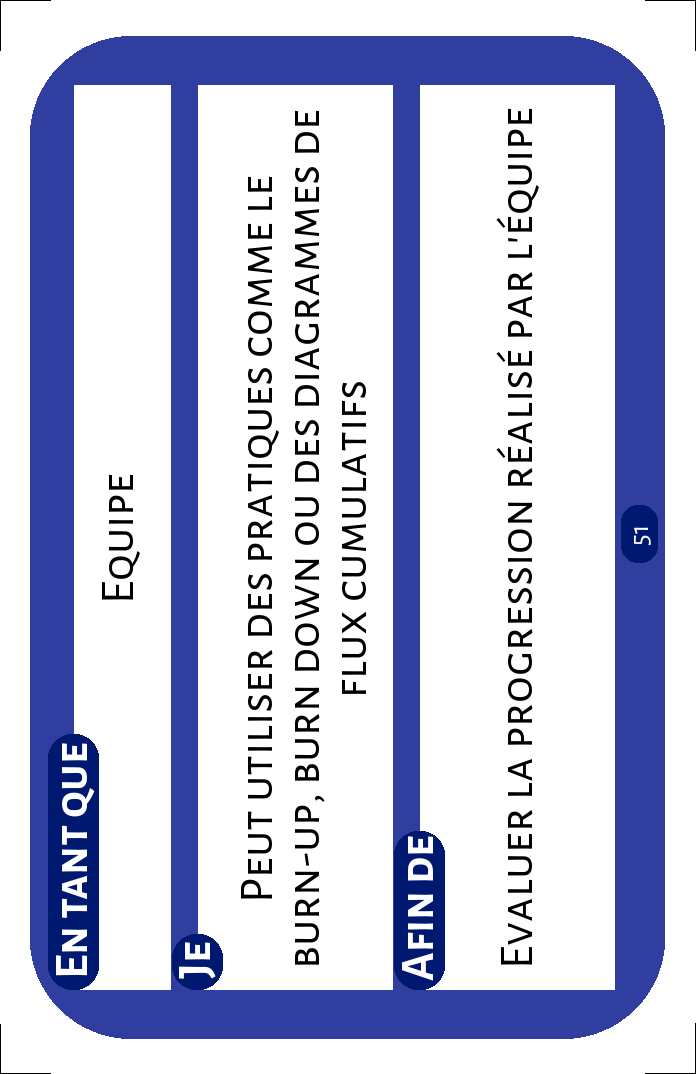 En tant que
Equipe
Je
Peut utiliser des pratiques comme le
burn-up, burn down ou des diagrammes de
flux cumulatifs
Afin de
Evaluer la progression réalisé par l'équipe
51